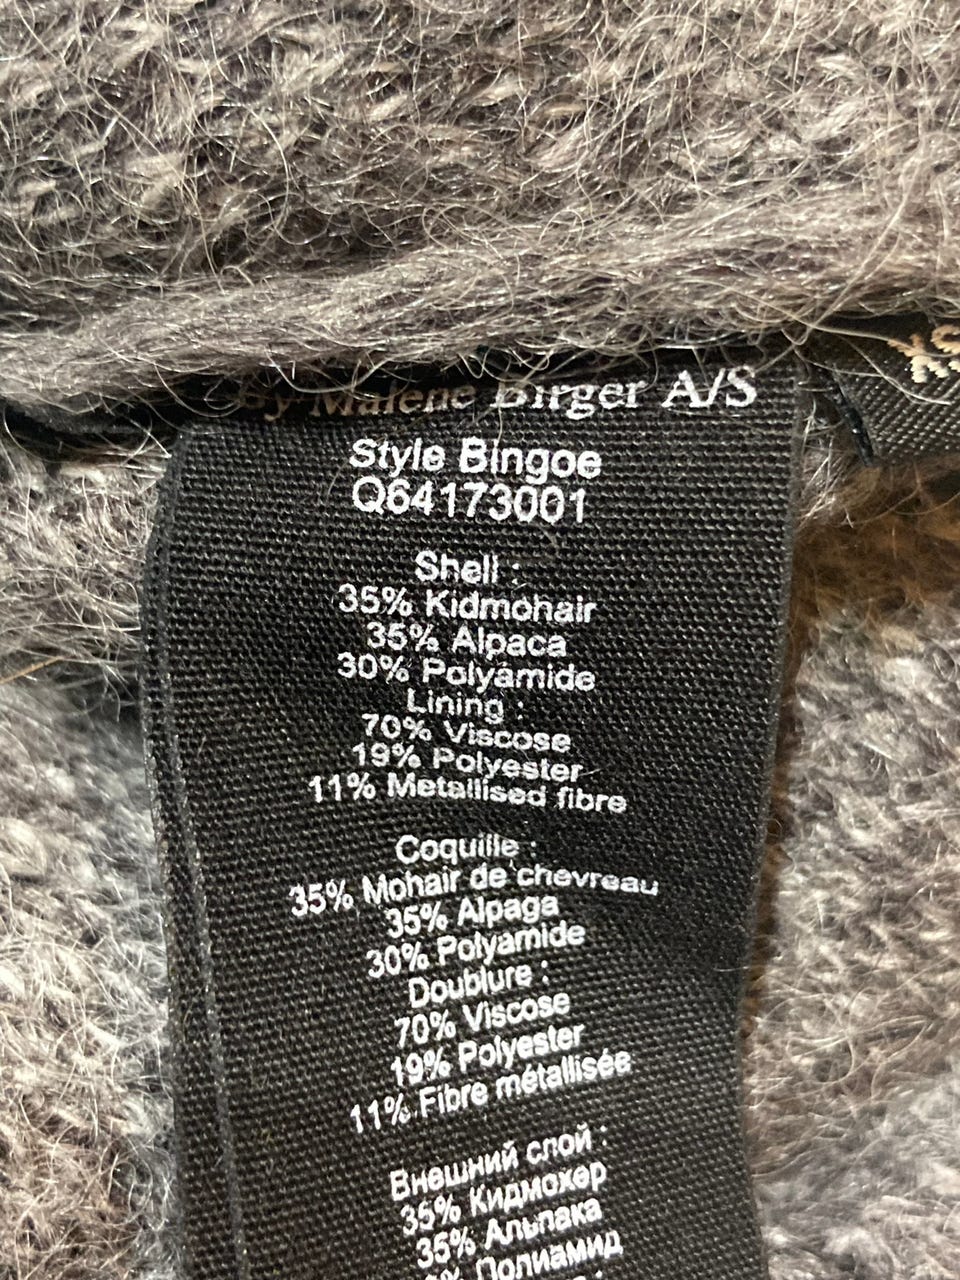 By Malene Birger A/S
XS
Style Bingoe
Q64173001
Shell :
35% Kidmohair
35% Alpaca
30% Polyamide
Lining :
70% Viscose
19% Polyester
11% Metallised fibre
Coquille :
35% Mohair de chevreau
35% Alpaga
30% Polyamide
Doublure :
70% Viscose
19% Polyester
11% Fibre métallisée
Внешний слой :
35% Кидмохер
35% Альпака
% Полиамид